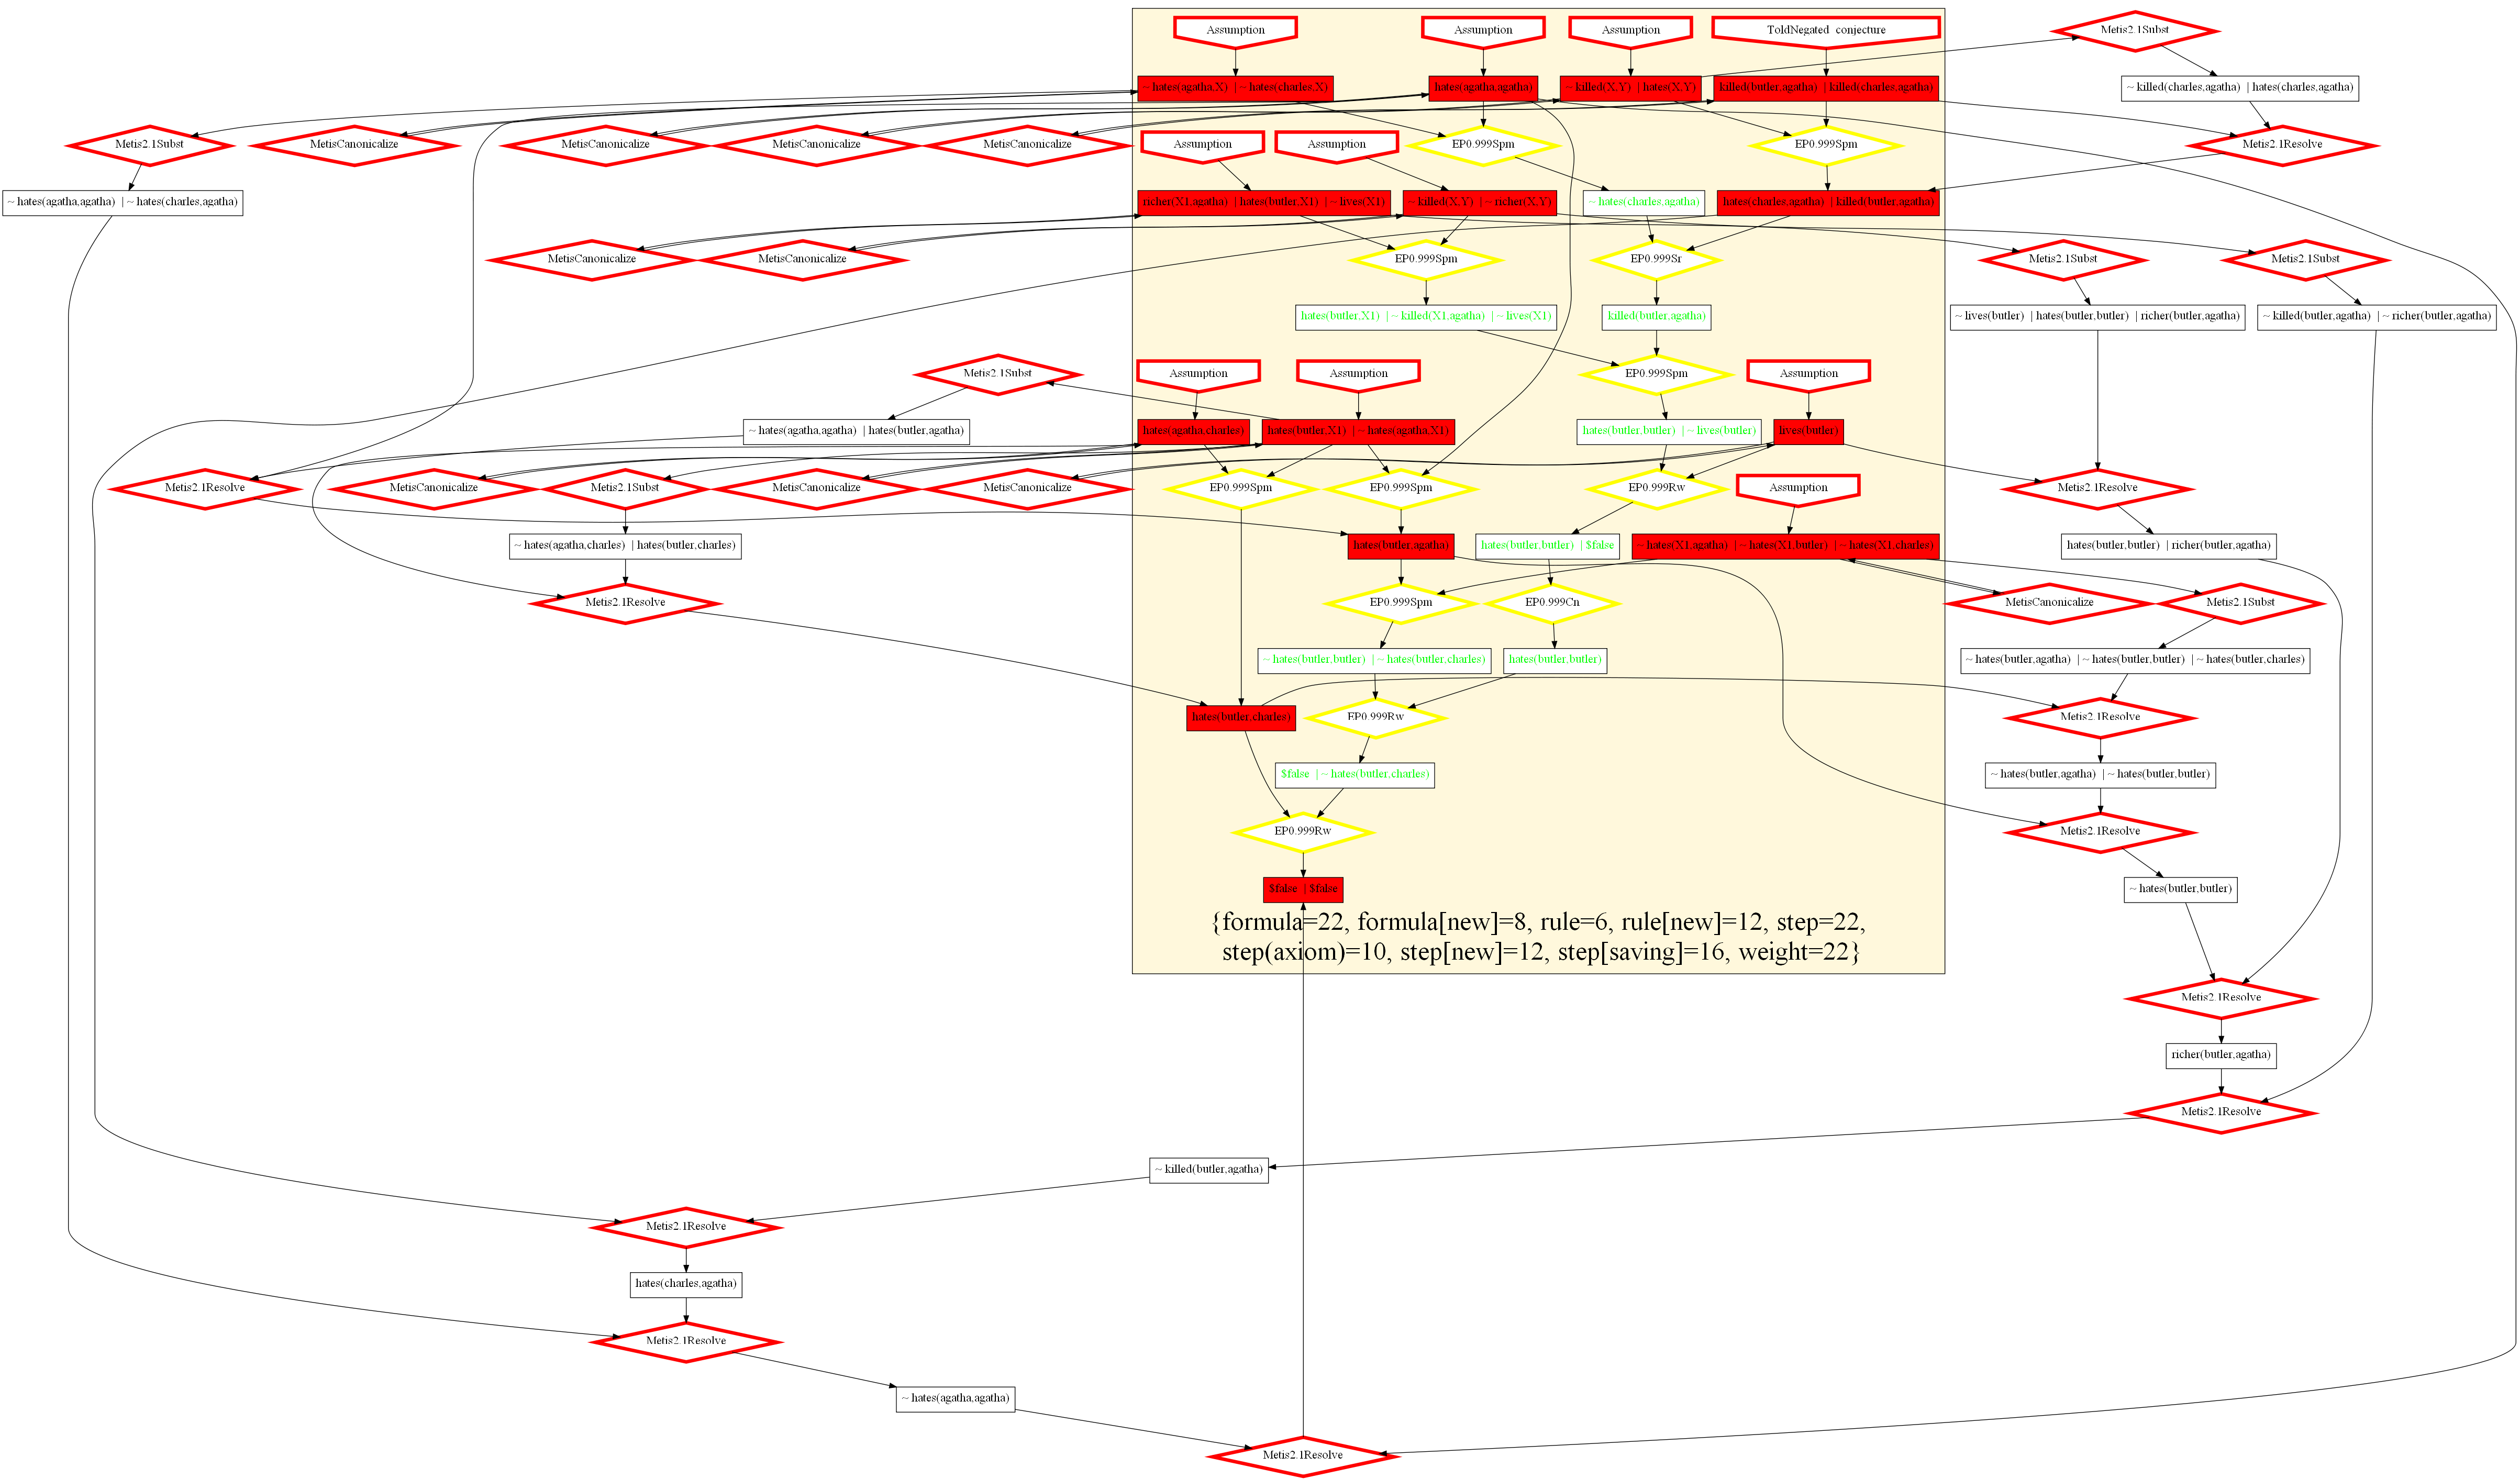 Assumption
Assumption
Assumption
ToldNegated conjecture
Metis2.1Subst
~ hates(agatha,X) | ~ hates(charles,X)
hates(agatha,agatha)
~ killed(X,Y) | hates(X,Y)
killed(butler,agatha) | killed(charles,agatha)
~ killed(charles,agatha) | hates(charles,agatha)
Metis2.1Subst
MetisCanonicalize
MetisCanonicalize
MetisCanonicalize
MetisCanonicalize
Assumption
Assumption
EP0.999Spm
EP0.999Spm
Metis2.1Resolve
~ hates(agatha,agatha) | ~ hates(charles,agatha)
richer(X1,agatha) | hates(butler,X1) | ~ lives(X1)
~ killed(X,Y) | ~ richer(X,Y)
~ hates(charles,agatha)
hates(charles,agatha) | killed(butler,agatha)
MetisCanonicalize
MetisCanonicalize
EP0.999Spm
EP0.999Sr
Metis2.1Subst
Metis2.1Subst
hates(butler,X1) | ~ killed(X1,agatha) | ~ lives(X1)
killed(butler,agatha)
~ lives(butler) | hates(butler,butler) | richer(butler,agatha)
~ killed(butler,agatha) | ~ richer(butler,agatha)
Metis2.1Subst
Assumption
Assumption
EP0.999Spm
Assumption
~ hates(agatha,agatha) | hates(butler,agatha)
hates(agatha,charles)
hates(butler,X1) | ~ hates(agatha,X1)
hates(butler,butler) | ~ lives(butler)
lives(butler)
Metis2.1Resolve
MetisCanonicalize
Metis2.1Subst
MetisCanonicalize
MetisCanonicalize
EP0.999Spm
EP0.999Spm
EP0.999Rw
Assumption
Metis2.1Resolve
~ hates(agatha,charles) | hates(butler,charles)
hates(butler,agatha)
hates(butler,butler) | $false
~ hates(X1,agatha) | ~ hates(X1,butler) | ~ hates(X1,charles)
hates(butler,butler) | richer(butler,agatha)
Metis2.1Resolve
EP0.999Spm
EP0.999Cn
MetisCanonicalize
Metis2.1Subst
~ hates(butler,butler) | ~ hates(butler,charles)
hates(butler,butler)
~ hates(butler,agatha) | ~ hates(butler,butler) | ~ hates(butler,charles)
hates(butler,charles)
EP0.999Rw
Metis2.1Resolve
$false | ~ hates(butler,charles)
~ hates(butler,agatha) | ~ hates(butler,butler)
EP0.999Rw
Metis2.1Resolve
$false | $false
~ hates(butler,butler)
{formula=22, formula[new]=8, rule=6, rule[new]=12, step=22,
step(axiom)=10, step[new]=12, step[saving]=16, weight=22}
Metis2.1Resolve
richer(butler,agatha)
Metis2.1Resolve
~ killed(butler,agatha)
Metis2.1Resolve
hates(charles,agatha)
Metis2.1Resolve
~ hates(agatha,agatha)
Metis2.1Resolve